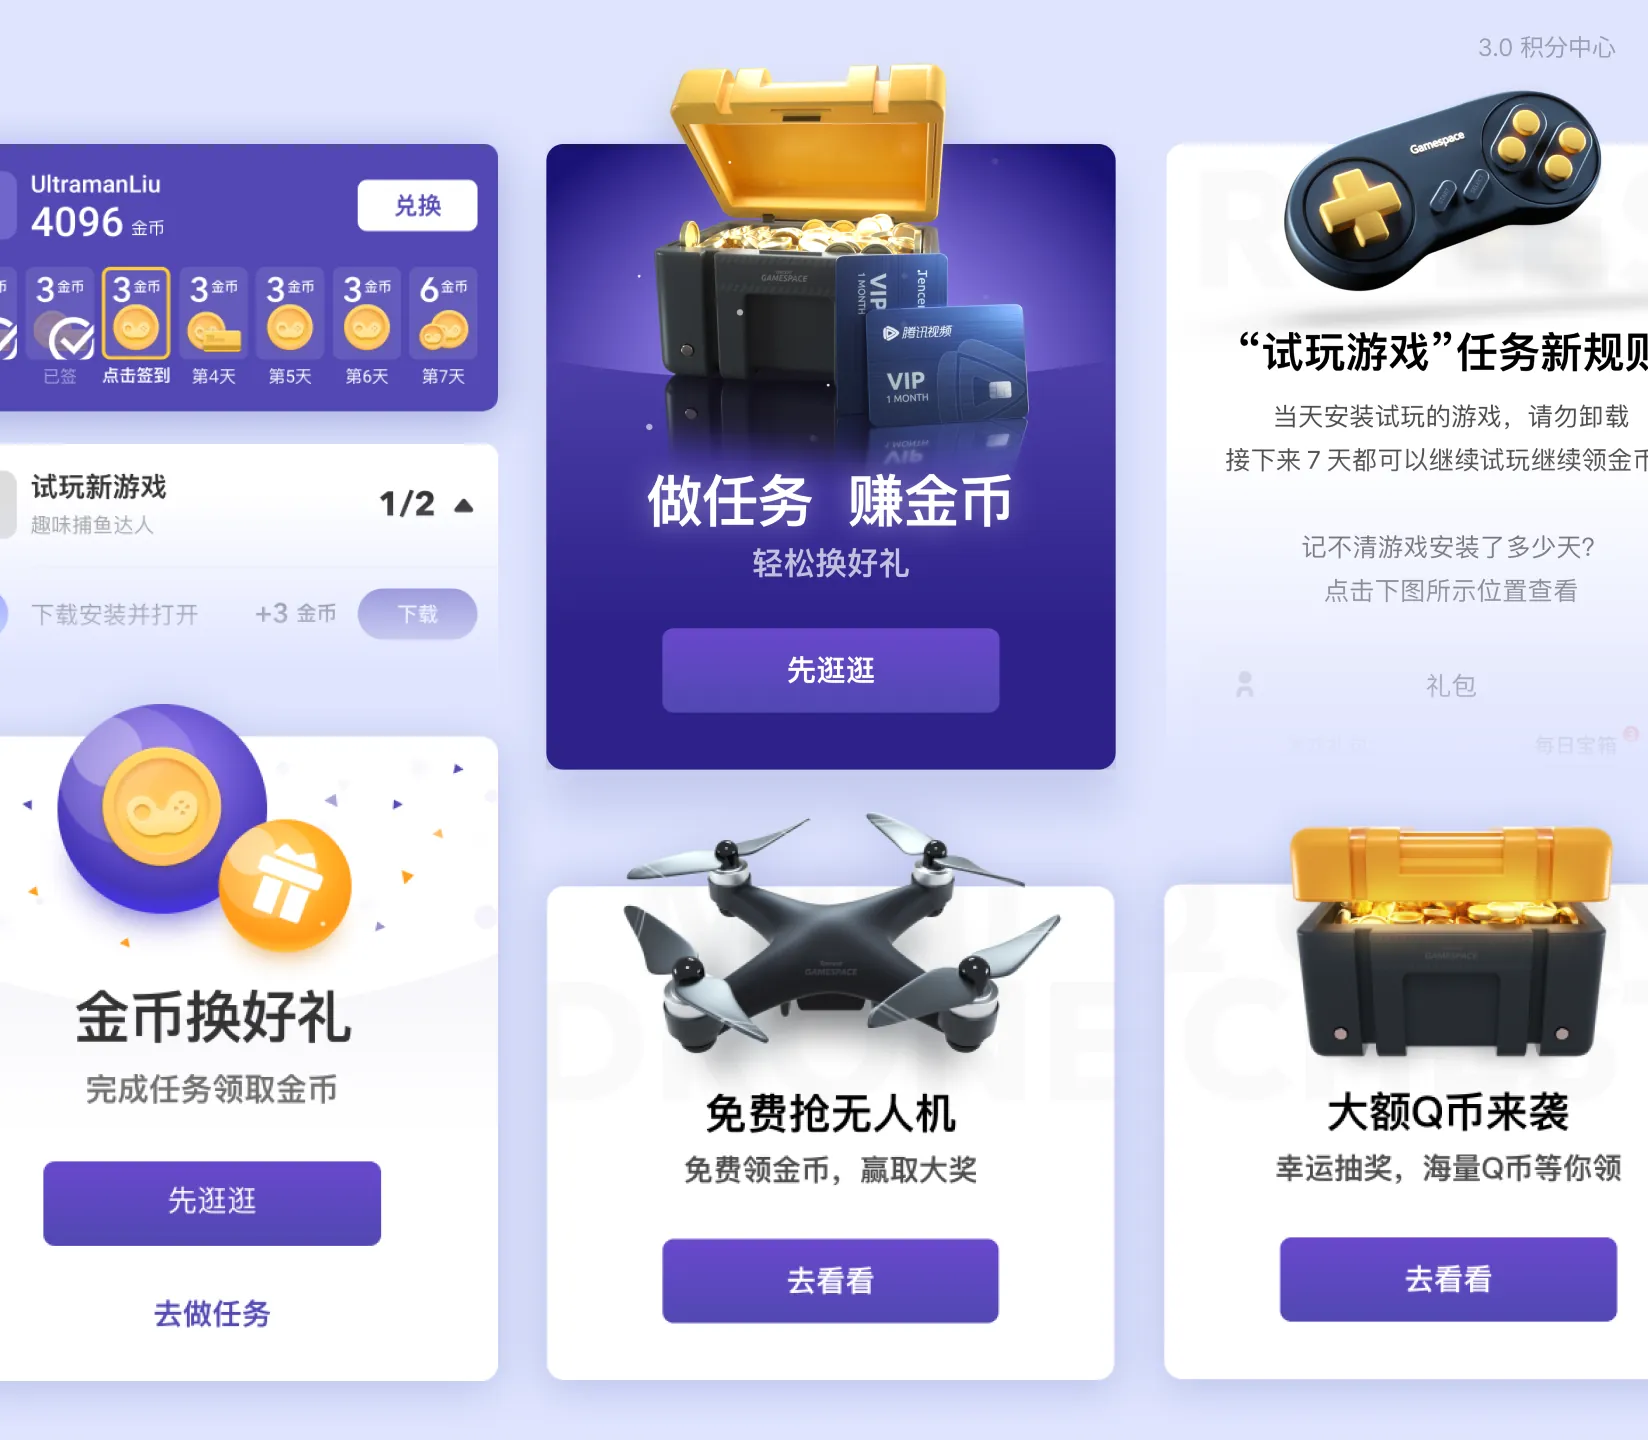 3.0 积分中心
UltramanLiu
4096 金币
兑换
3金币
3金币
3金币
3金币
3金币
6金币
已签
点击签到
第4天
第5天
第6天
第7天
试玩新游戏
趣味捕鱼达人
1/2
下载安装并打开
+3 金币
下载
金币换好礼
完成任务领取金币
先逛逛
去做任务
GAMESPACE
VIP
1 MONTH
腾讯视频
VIP
1 MONTH
做任务 赚金币
轻松换好礼
先逛逛
GAMESPACE
DRONE
免费抢无人机
免费领金币，赢取大奖
去看看
Gamespace
“试玩游戏”任务新规则
当天安装试玩的游戏，请勿卸载
接下来 7 天都可以继续试玩继续领金币
记不清游戏安装了多少天?
点击下图所示位置查看
礼包
每日宝箱
3
GAMESPACE
大额Q币来袭
幸运抽奖，海量Q币等你领
去看看